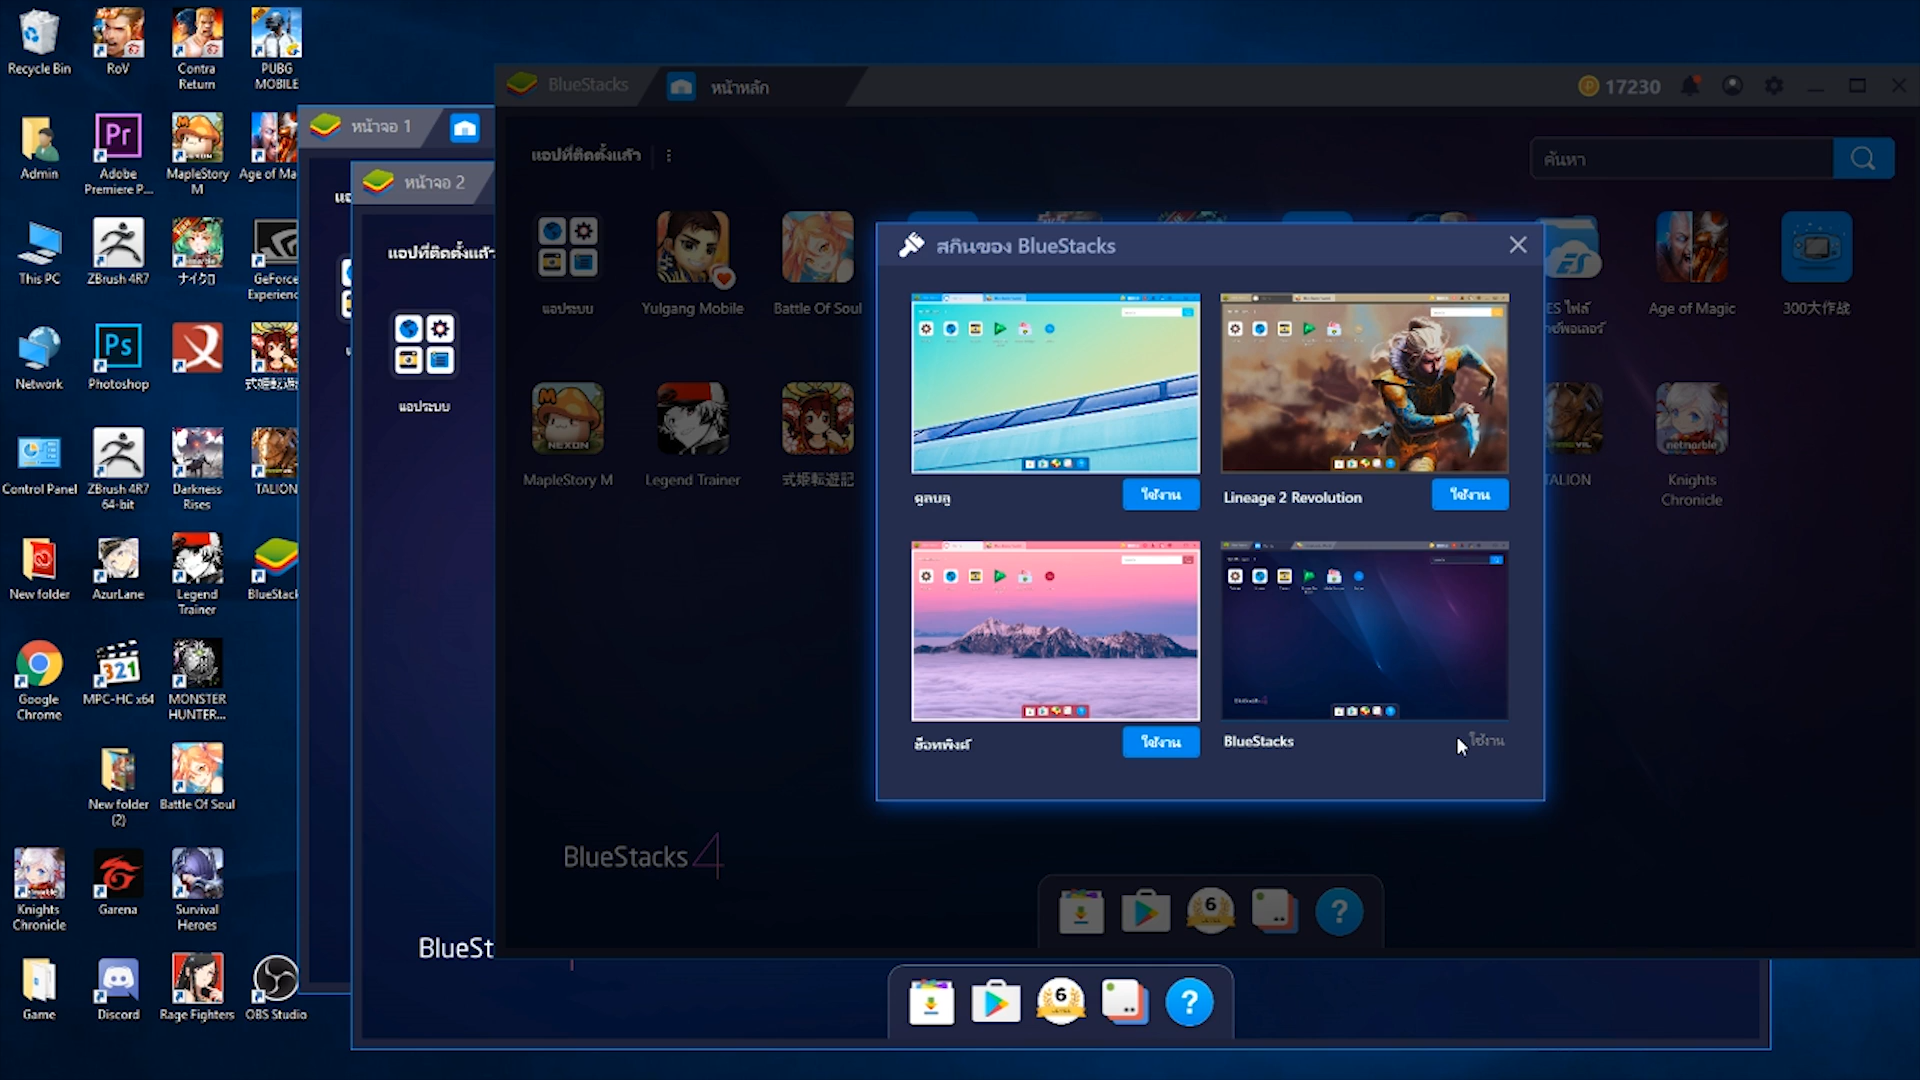 Recycle Bin
RoV
Contra
Return
PUBG
MOBILE
Admin
Adobe
Premiere P...
MapleStory
M
Age of Ma
This PC
ZBrush 4R7
ナイクロ
GeForce
Experienc
Network
Photoshop
式姫転遊
Control Panel
ZBrush 4R7
64-bit
Darkness
Rises
TALION
New folder
AzurLane
Legend
Trainer
BlueStack
Google
Chrome
MPC-HC x64
MONSTER
HUNTER...
New folder
(2)
Battle Of Soul
Knights
Chronicle
Garena
Survival
Heroes
Game
Discord
Rage Fighters
OBS Studio
หน้าจอ 1
หน้าจอ 2
แอปที่ติดตั้งแล้ว
แอประบบ
BlueSt
BlueStacks
หน้าหลัก
17230
แอปที่ติดตั้งแล้ว
ค้นหา
แอประบบ
Yulgang Mobile
Battle Of Soul
ES ไฟล์
Age of Magic
300大作战
MapleStory M
Legend Trainer
式姫転遊記
TALION
Knights
Chronicle
สกินของ BlueStacks
คูลบลู
ใช้งาน
Lineage 2 Revolution
ใช้งาน
ฮ็อทพิงค์
ใช้งาน
BlueStacks
ใช้งาน
BlueStacks 4
6
6